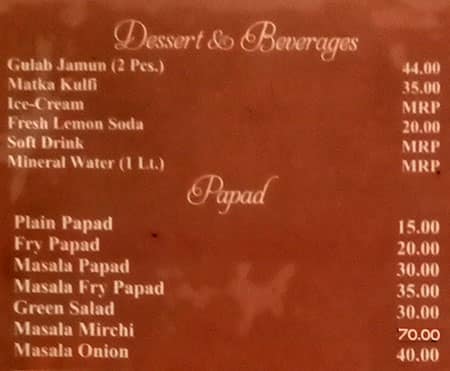 Dessert & Beverages
Gulab Jamun (2 Pcs.) 44.00
Matka Kulfi 35.00
Ice-Cream MRP
Fresh Lemon Soda 20.00
Soft Drink MRP
Mineral Water (1 Lt.) MRP
Papad
Plain Papad 15.00
Fry Papad 20.00
Masala Papad 30.00
Masala Fry Papad 35.00
Green Salad 30.00
Masala Mirchi 70.00
Masala Onion 40.00